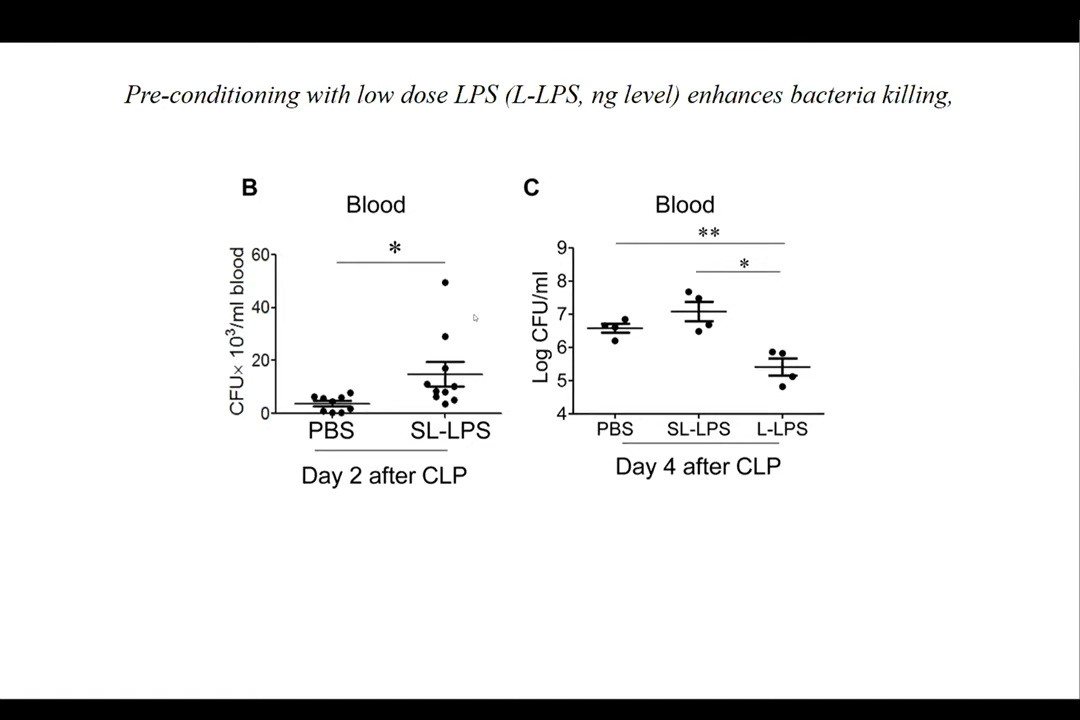 Pre-conditioning with low dose LPS (L-LPS, ng level) enhances bacteria killing,
B
Blood
*
CFU× 10³/ml blood
60
40
20
0
PBS SL-LPS
Day 2 after CLP
C
Blood
**
*
Log CFU/ml
9
8
7
6
5
4
PBS SL-LPS L-LPS
Day 4 after CLP